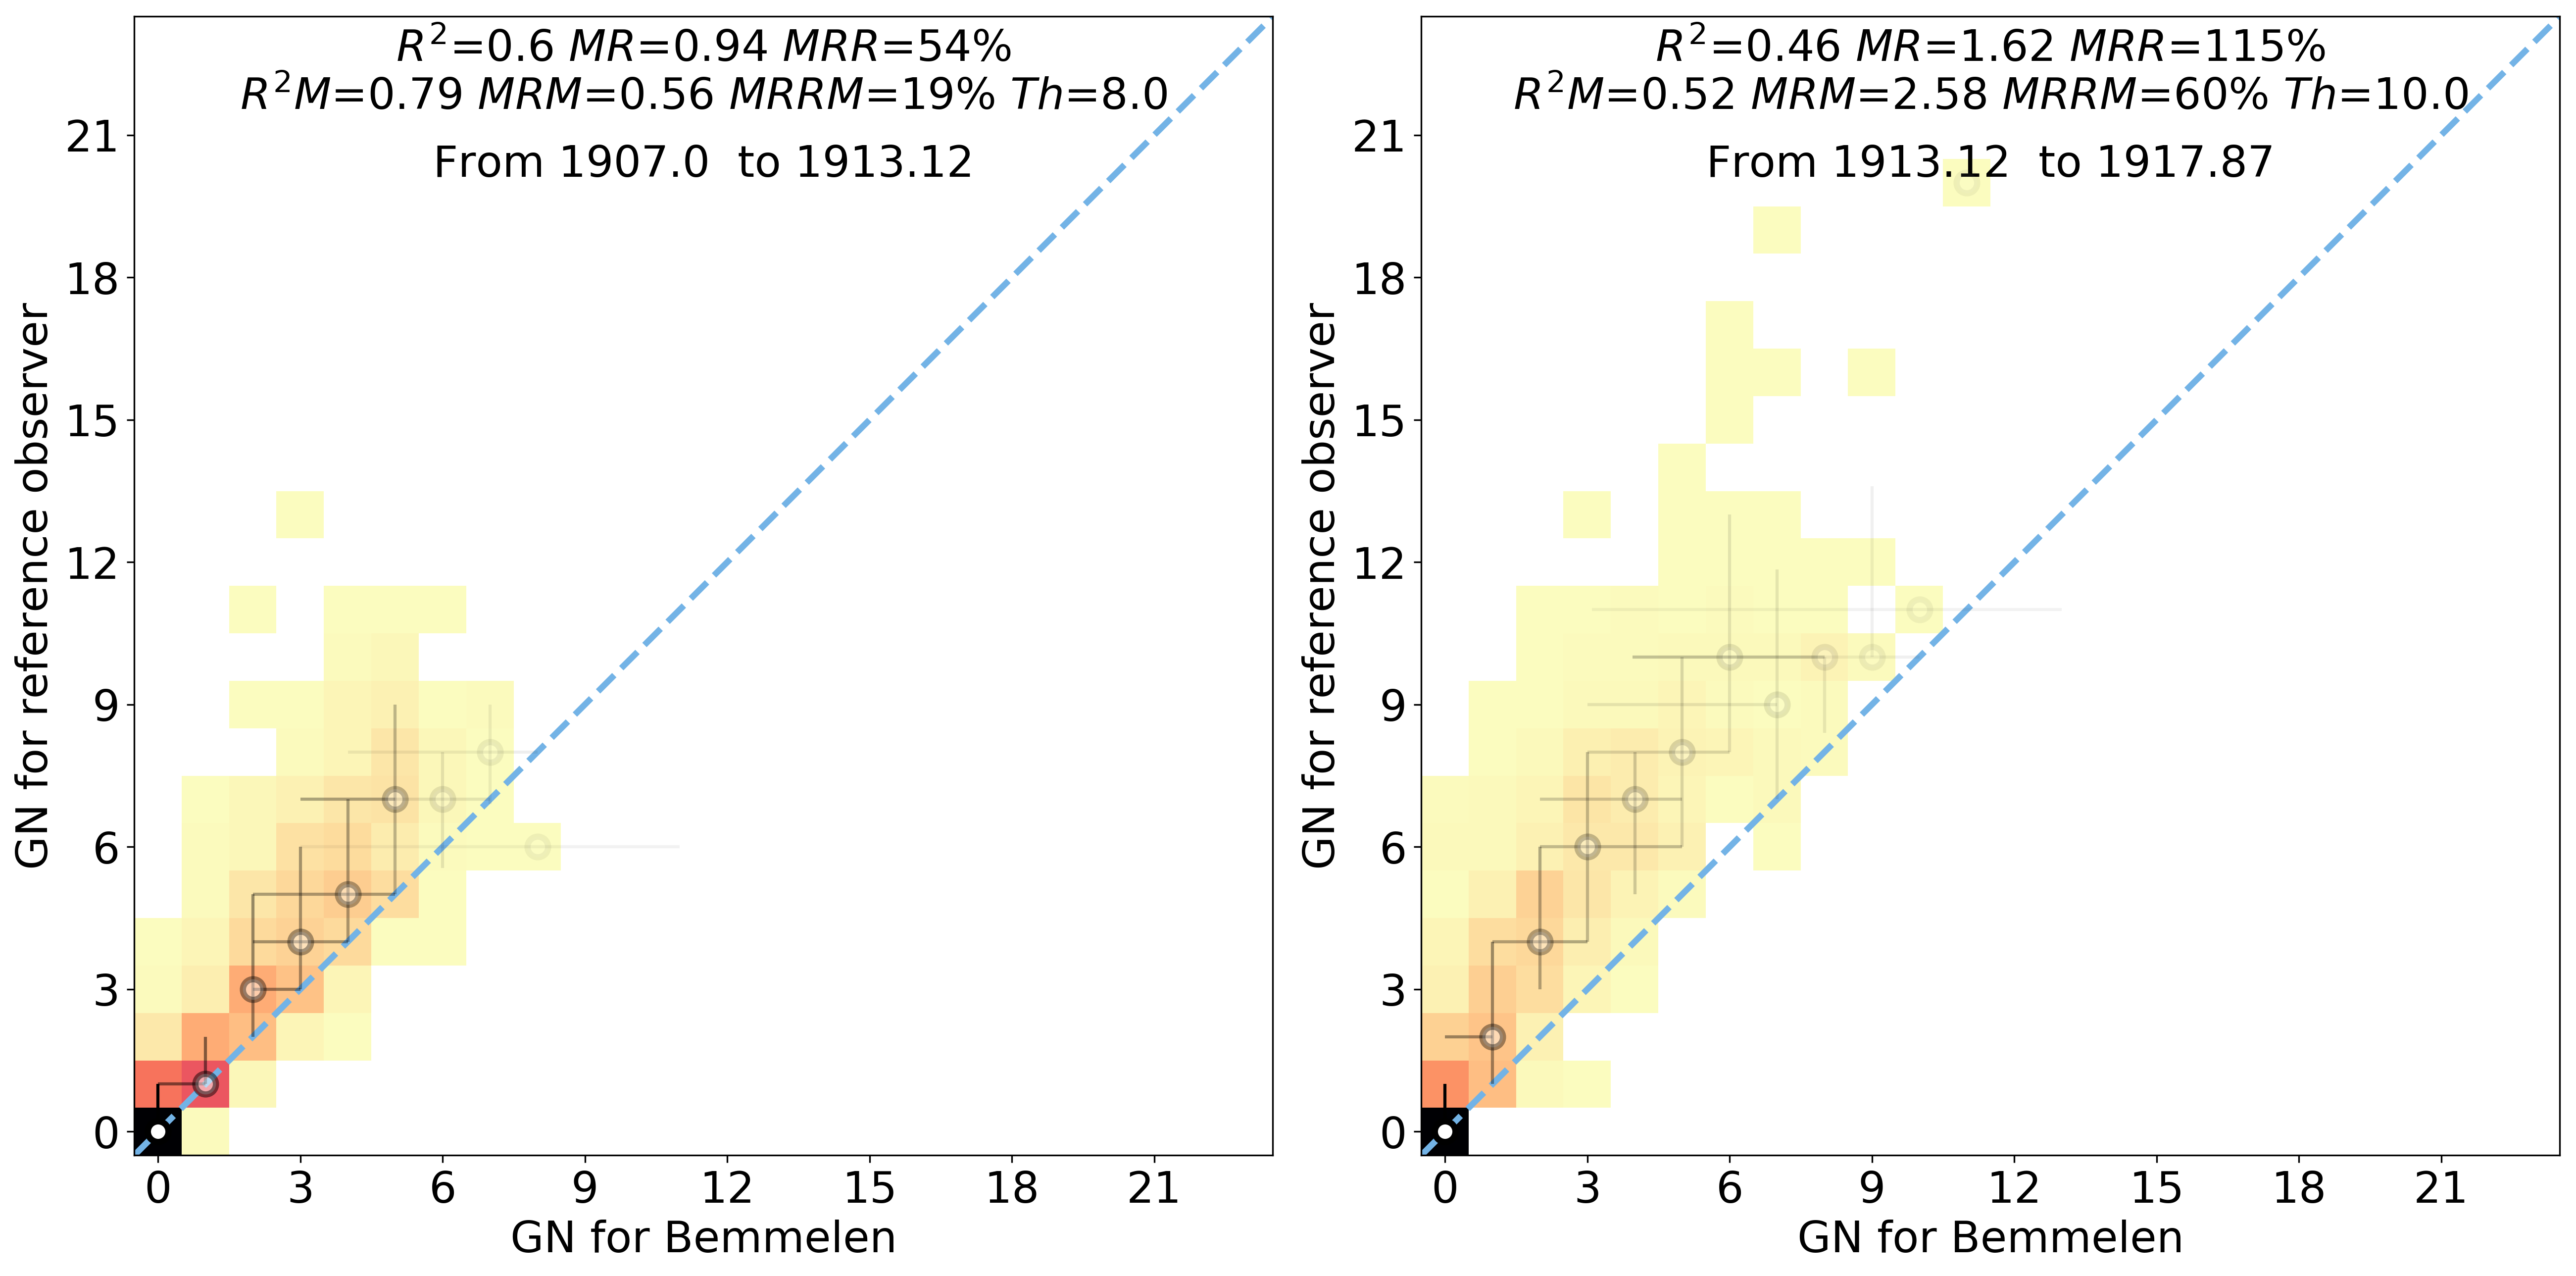 R²=0.6 MR=0.94 MRR=54%
R²M=0.79 MRM=0.56 MRRM=19% Th=8.0
From 1907.0 to 1913.12
21
18
15
12
9
6
3
0
GN for reference observer
0 3 6 9 12 15 18 21
GN for Bemmelen
R²=0.46 MR=1.62 MRR=115%
R²M=0.52 MRM=2.58 MRRM=60% Th=10.0
From 1913.12 to 1917.87
21
18
15
12
9
6
3
0
GN for reference observer
0 3 6 9 12 15 18 21
GN for Bemmelen